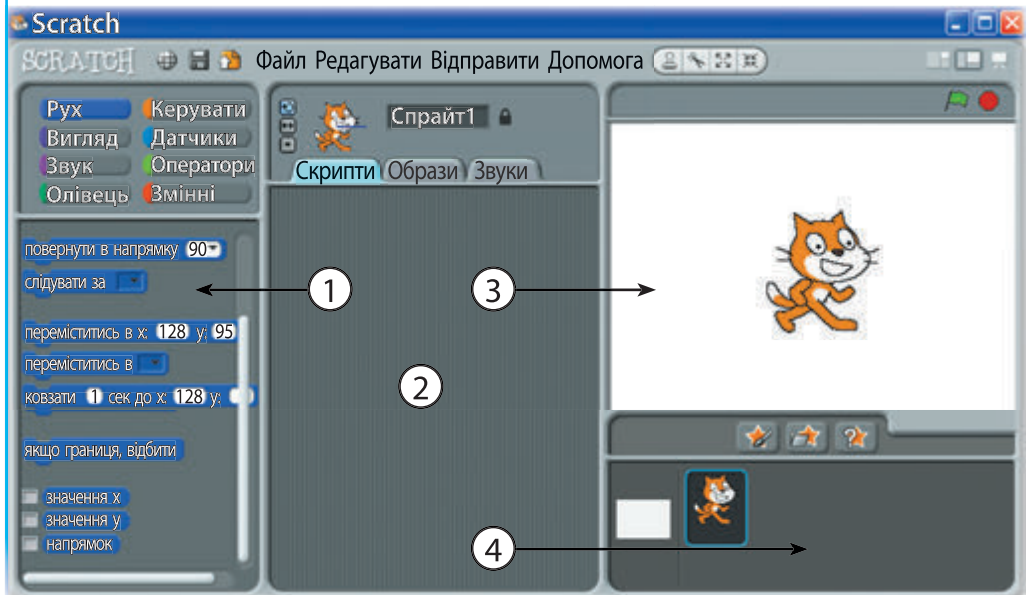 Scratch
SCRATCH Файл Редагувати Відправити Допомога
Рух Керувати
Вигляд Датчики
Звук Оператори
Олівець Змінні
Спрайт1
Скрипти Образи Звуки
повернути в напрямку 90
слідувати за
переміститись в х: 128 у: 95
переміститись в
ковзати 1 сек до х: 128 у:
якщо границя, відбити
значення х
значення у
напрямок
1
3
2
4